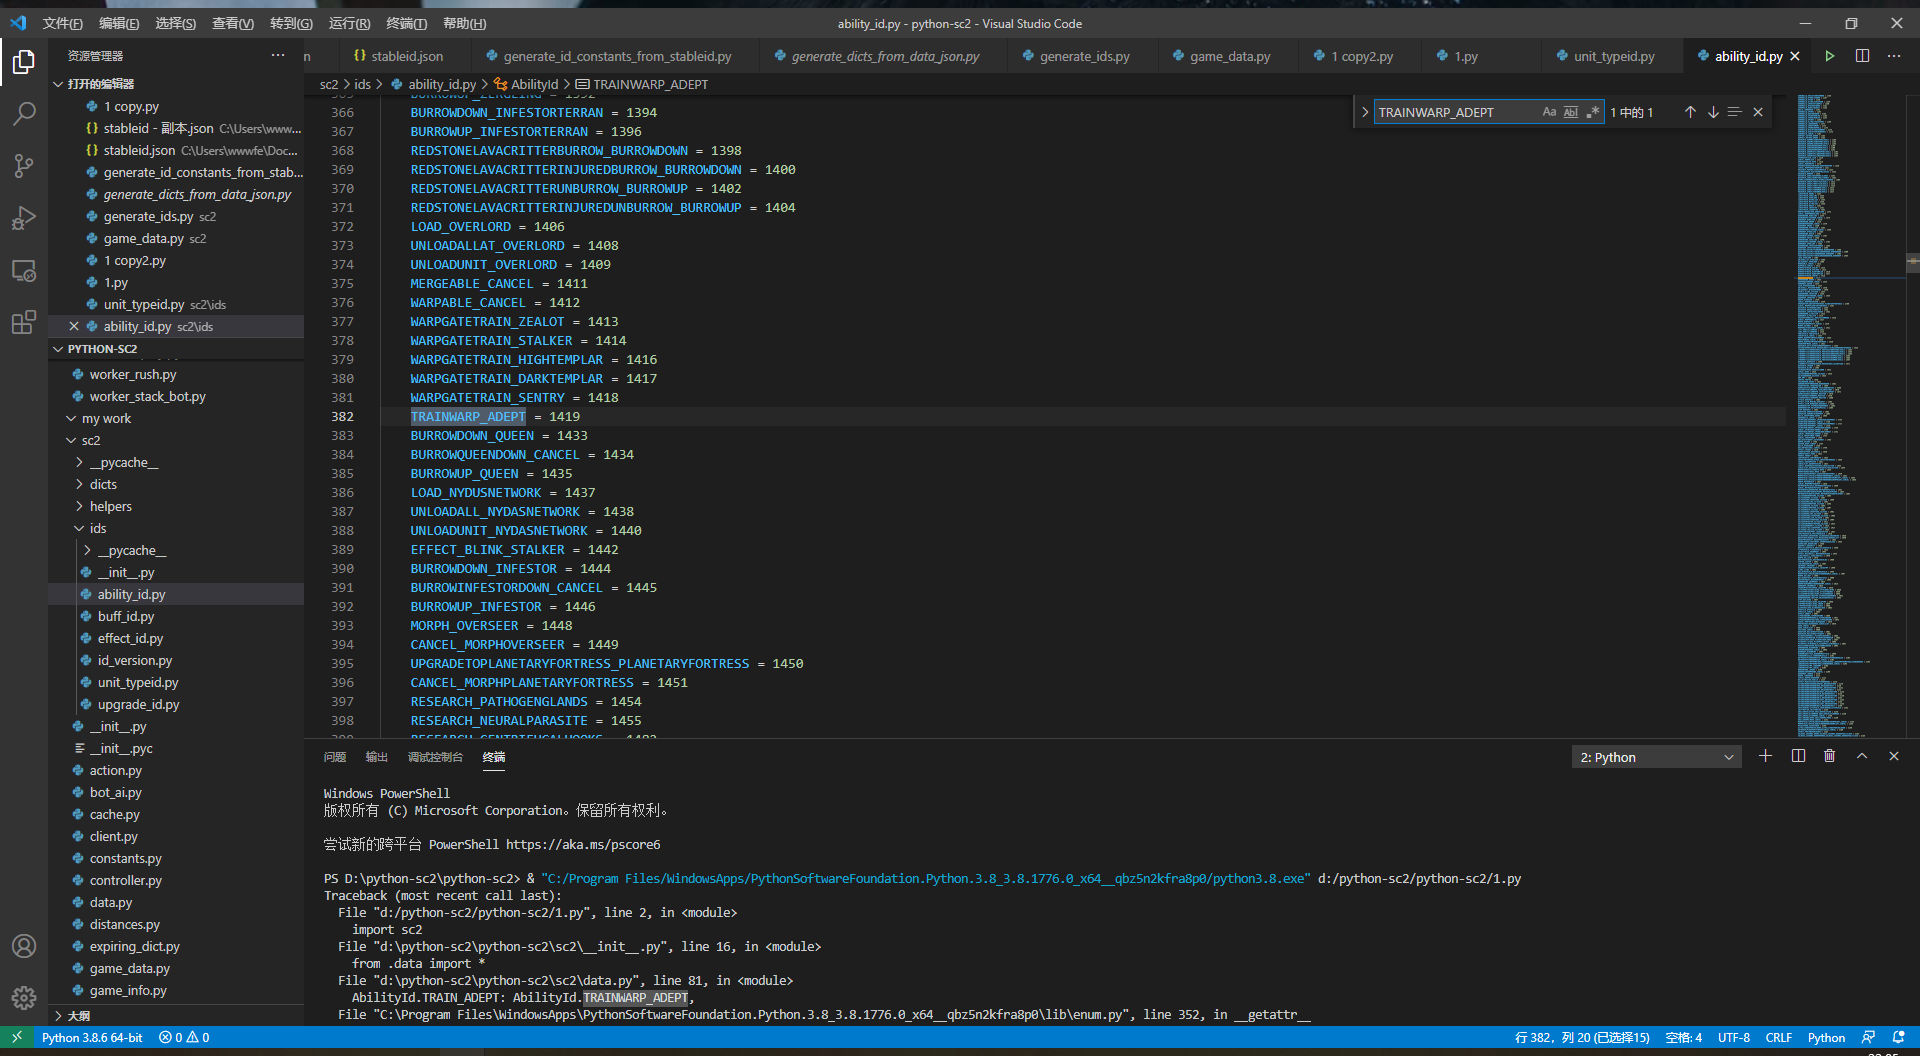 文件(F) 编辑(E) 选择(S) 查看(V) 转到(G) 运行(R) 终端(T) 帮助(H)
ability_id.py - python-sc2 - Visual Studio Code
资源管理器
stableid.json generate_id_constants_from_stableid.py generate_dicts_from_data_json.py generate_ids.py game_data.py 1 copy2.py 1.py unit_typeid.py ability_id.py
sc2 > ids > ability_id.py > AbilityId > TRAINWARP_ADEPT
打开的编辑器
1 copy.py
stableid - 副本.json C:\Users\www...
stableid.json C:\Users\wwwfe\Doc...
generate_id_constants_from_stab...
generate_dicts_from_data_json.py
generate_ids.py sc2
game_data.py sc2
1 copy2.py
1.py
unit_typeid.py sc2\ids
ability_id.py sc2\ids
PYTHON-SC2
worker_rush.py
worker_stack_bot.py
my work
sc2
__pycache__
dicts
helpers
ids
__pycache__
__init__.py
ability_id.py
buff_id.py
effect_id.py
id_version.py
unit_typeid.py
upgrade_id.py
__init__.py
__init__.pyc
action.py
bot_ai.py
cache.py
client.py
constants.py
controller.py
data.py
distances.py
expiring_dict.py
game_data.py
game_info.py
大纲
TRAINWARP_ADEPT Aa Abl .* 1 中的 1
366 BURROWDOWN_INFESTORTERRAN = 1394
367 BURROWUP_INFESTORTERRAN = 1396
368 REDSTONELAVACRITTERBURROW_BURROWDOWN = 1398
369 REDSTONELAVACRITTERINJUREDBURROW_BURROWDOWN = 1400
370 REDSTONELAVACRITTERUNBURROW_BURROWUP = 1402
371 REDSTONELAVACRITTERINJUREDUNBURROW_BURROWUP = 1404
372 LOAD_OVERLORD = 1406
373 UNLOADALLAT_OVERLORD = 1408
374 UNLOADUNIT_OVERLORD = 1409
375 MERGEABLE_CANCEL = 1411
376 WARPABLE_CANCEL = 1412
377 WARPGATETRAIN_ZEALOT = 1413
378 WARPGATETRAIN_STALKER = 1414
379 WARPGATETRAIN_HIGHTEMPLAR = 1416
380 WARPGATETRAIN_DARKTEMPLAR = 1417
381 WARPGATETRAIN_SENTRY = 1418
382 TRAINWARP_ADEPT = 1419
383 BURROWDOWN_QUEEN = 1433
384 BURROWQUEENDOWN_CANCEL = 1434
385 BURROWUP_QUEEN = 1435
386 LOAD_NYDUSNETWORK = 1437
387 UNLOADALL_NYDASNETWORK = 1438
388 UNLOADUNIT_NYDASNETWORK = 1440
389 EFFECT_BLINK_STALKER = 1442
390 BURROWDOWN_INFESTOR = 1444
391 BURROWINFESTORDOWN_CANCEL = 1445
392 BURROWUP_INFESTOR = 1446
393 MORPH_OVERSEER = 1448
394 CANCEL_MORPHOVERSEER = 1449
395 UPGRADETOPLANETARYFORTRESS_PLANETARYFORTRESS = 1450
396 CANCEL_MORPHPLANETARYFORTRESS = 1451
397 RESEARCH_PATHOGENGLANDS = 1454
398 RESEARCH_NEURALPARASITE = 1455
问题 输出 调试控制台 终端
2: Python
Windows PowerShell
版权所有 (C) Microsoft Corporation。保留所有权利。
尝试新的跨平台 PowerShell https://aka.ms/pscore6
PS D:\python-sc2\python-sc2> & "C:/Program Files/WindowsApps/PythonSoftwareFoundation.Python.3.8_3.8.1776.0_x64__qbz5n2kfra8p0/python3.8.exe" d:/python-sc2/python-sc2/1.py
Traceback (most recent call last):
File "d:/python-sc2/python-sc2/1.py", line 2, in <module>
import sc2
File "d:\python-sc2\python-sc2\sc2\__init__.py", line 16, in <module>
from .data import *
File "d:\python-sc2\python-sc2\sc2\data.py", line 81, in <module>
AbilityId.TRAIN_ADEPT: AbilityId.TRAINWARP_ADEPT,
File "C:\Program Files\WindowsApps\PythonSoftwareFoundation.Python.3.8_3.8.1776.0_x64__qbz5n2kfra8p0\lib\enum.py", line 352, in __getattr__
Python 3.8.6 64-bit 0 0 行 382，列 20 (已选择15) 空格: 4 UTF-8 CRLF Python